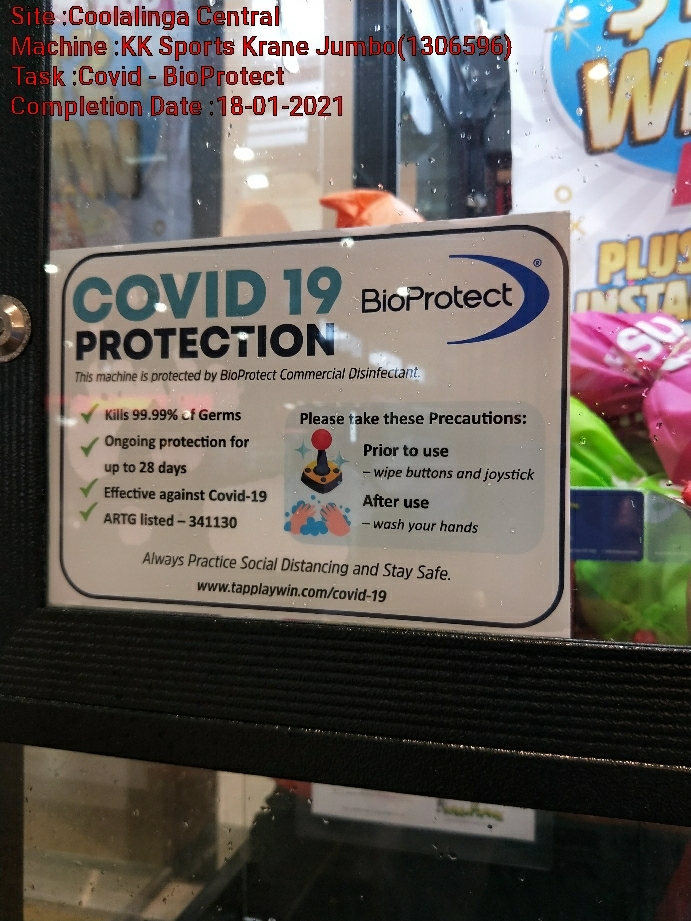 Site :Coolalinga Central
Machine :KK Sports Krane Jumbo(1306596)
Task :Covid - BioProtect
Completion Date :18-01-2021
COVID 19
PROTECTION
BioProtect®
This machine is protected by BioProtect Commercial Disinfectant.
Kills 99.99% of Germs
Ongoing protection for
up to 28 days
Effective against Covid-19
ARTG listed – 341130
Please take these Precautions:
Prior to use
– wipe buttons and joystick
After use
– wash your hands
Always Practice Social Distancing and Stay Safe.
www.tapplaywin.com/covid-19
PLUS